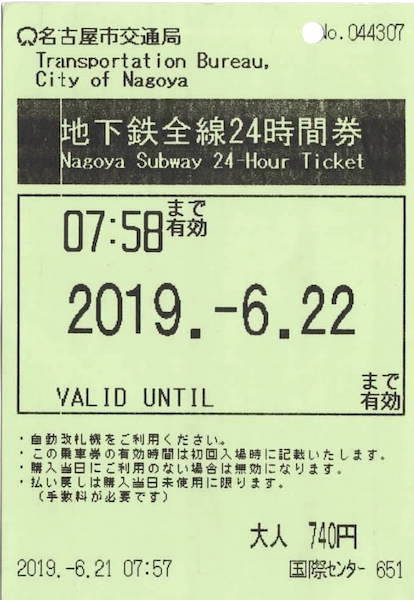 名古屋市交通局
No.044307
Transportation Bureau,
City of Nagoya
地下鉄全線24時間券
Nagoya Subway 24-Hour Ticket
07:58まで有効
2019.-6.22
VALID UNTIL まで有効
・自動改札機をご利用ください。
・この乗車券の有効時間は初回入場時に記載いたします。
・購入当日にご利用のない場合は無効になります。
・払い戻しは購入当日未使用に限ります。
(手数料が必要です)
大人 740円
2019.-6.21 07:57 国際センター 651